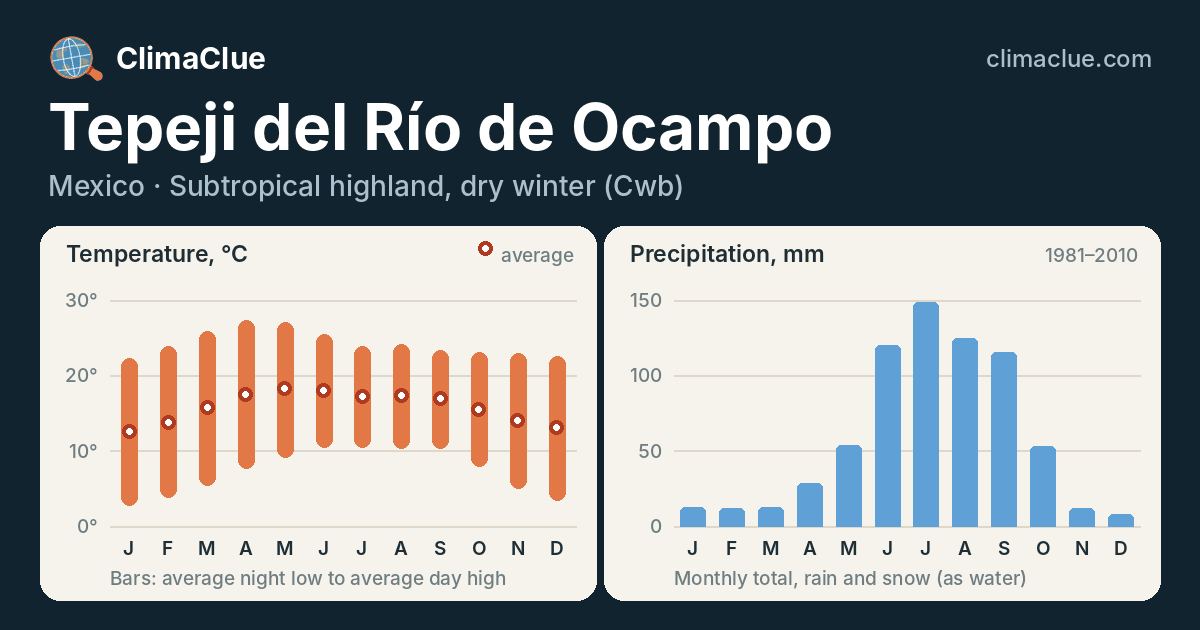 ClimaClue
climaclue.com
Tepeji del Río de Ocampo
Mexico · Subtropical highland, dry winter (Cwb)
Temperature, °C
average
30°
20°
10°
0°
J F M A M J J A S O N D
Bars: average night low to average day high
Precipitation, mm
1981–2010
150
100
50
0
J F M A M J J A S O N D
Monthly total, rain and snow (as water)